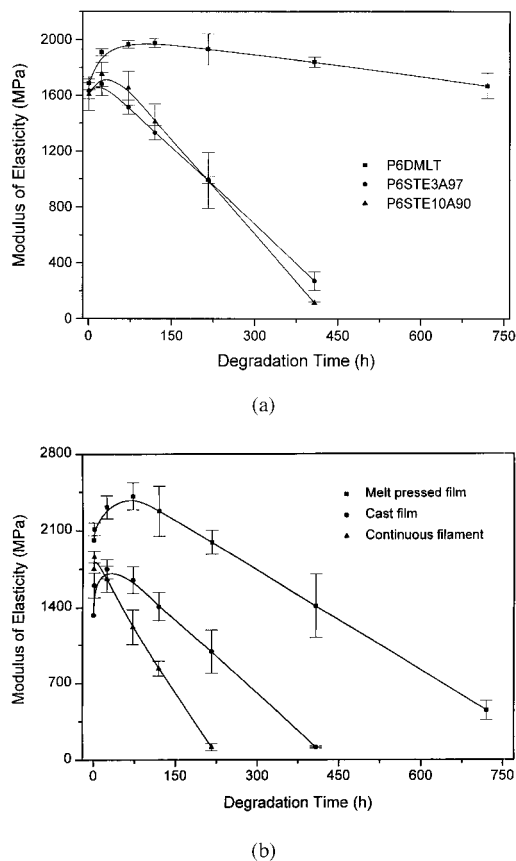 2000
1600
1200
800
400
0
Modulus of Elasticity (MPa)
P6DMLT
P6STE3A97
P6STE10A90
0 150 300 450 600 750
Degradation Time (h)
(a)
2800
2100
1400
700
0
Modulus of Elasticity (MPa)
Melt pressed film
Cast film
Continuous filament
0 150 300 450 600 750
Degradation Time (h)
(b)